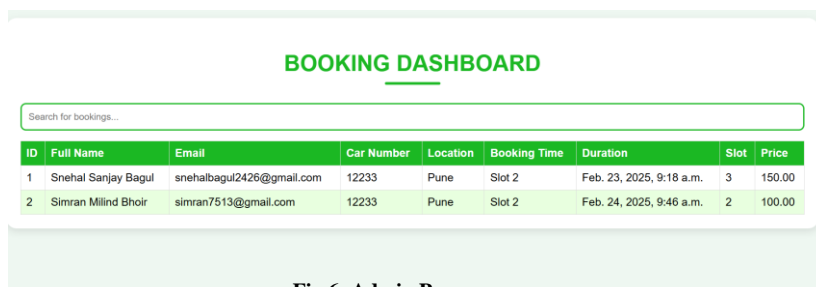 BOOKING DASHBOARD
Search for bookings...
ID Full Name Email Car Number Location Booking Time Duration Slot Price
1 Snehal Sanjay Bagul snehalbagul2426@gmail.com 12233 Pune Slot 2 Feb. 23, 2025, 9:18 a.m. 3 150.00
2 Simran Milind Bhoir simran7513@gmail.com 12233 Pune Slot 2 Feb. 24, 2025, 9:46 a.m. 2 100.00